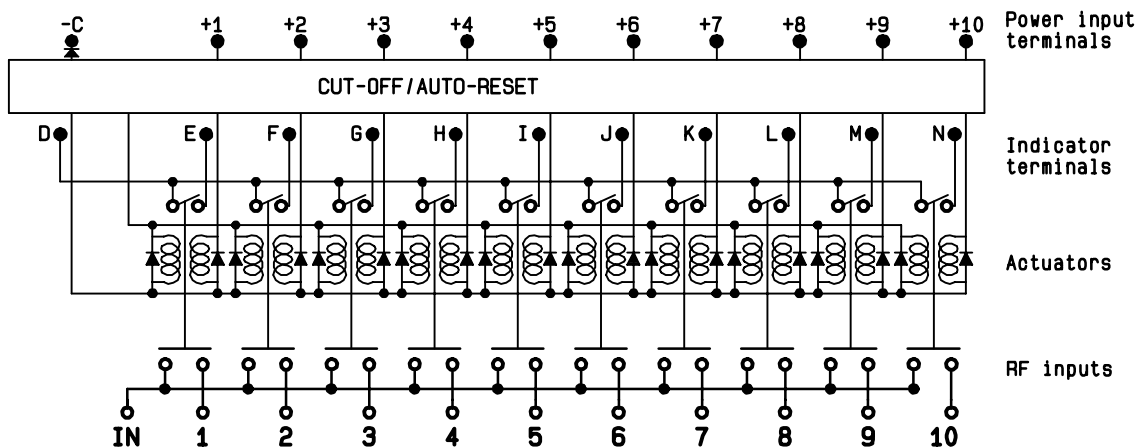 -C +1 +2 +3 +4 +5 +6 +7 +8 +9 +10 Power input
terminals
CUT-OFF/AUTO-RESET
D E F G H I J K L M N Indicator
terminals
Actuators
RF inputs
IN 1 2 3 4 5 6 7 8 9 10